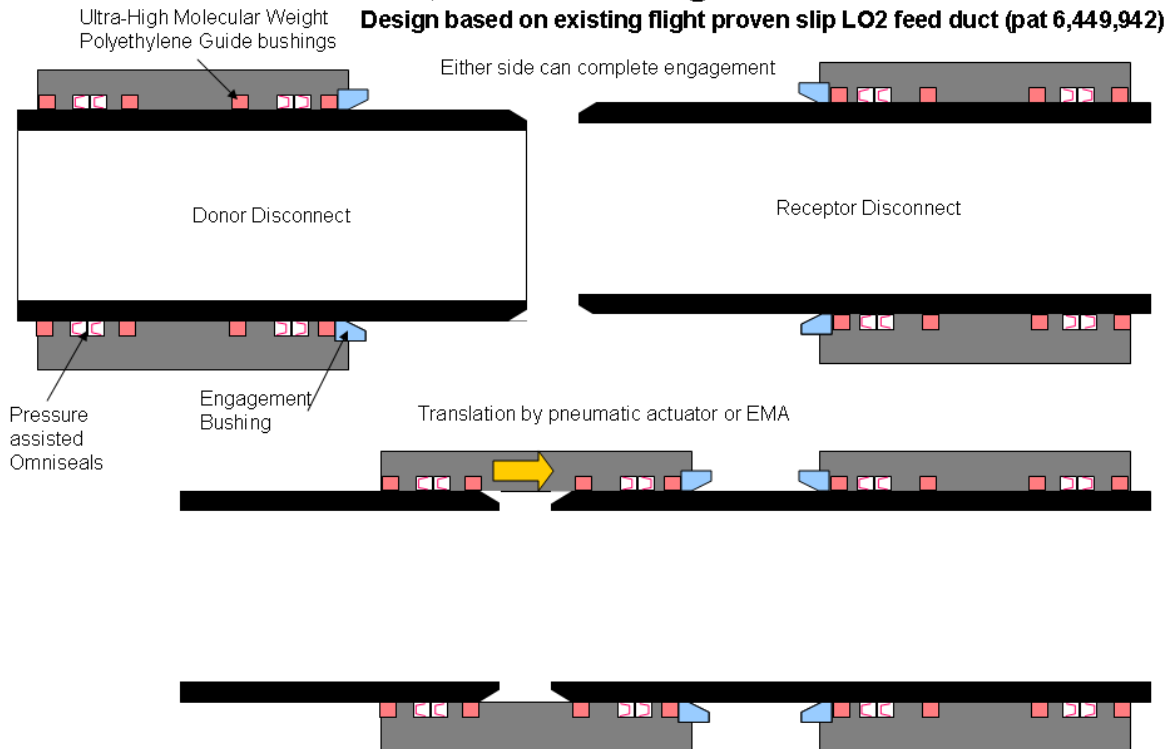 Design based on existing flight proven slip LO2 feed duct (pat 6,449,942)
Ultra-High Molecular Weight
Polyethylene Guide bushings
Either side can complete engagement
Donor Disconnect
Receptor Disconnect
Pressure
assisted
Omniseals
Engagement
Bushing
Translation by pneumatic actuator or EMA